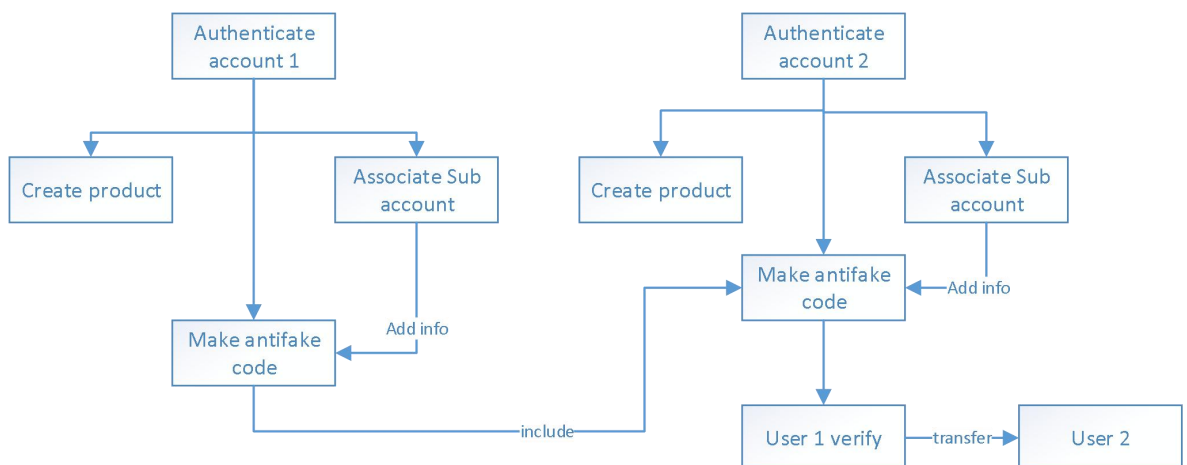 Authenticate
account 1
Authenticate
account 2
Create product
Associate Sub
account
Create product
Associate Sub
account
Make antifake
code
Add info
Add info
Make antifake
code
include
User 1 verify
transfer
User 2